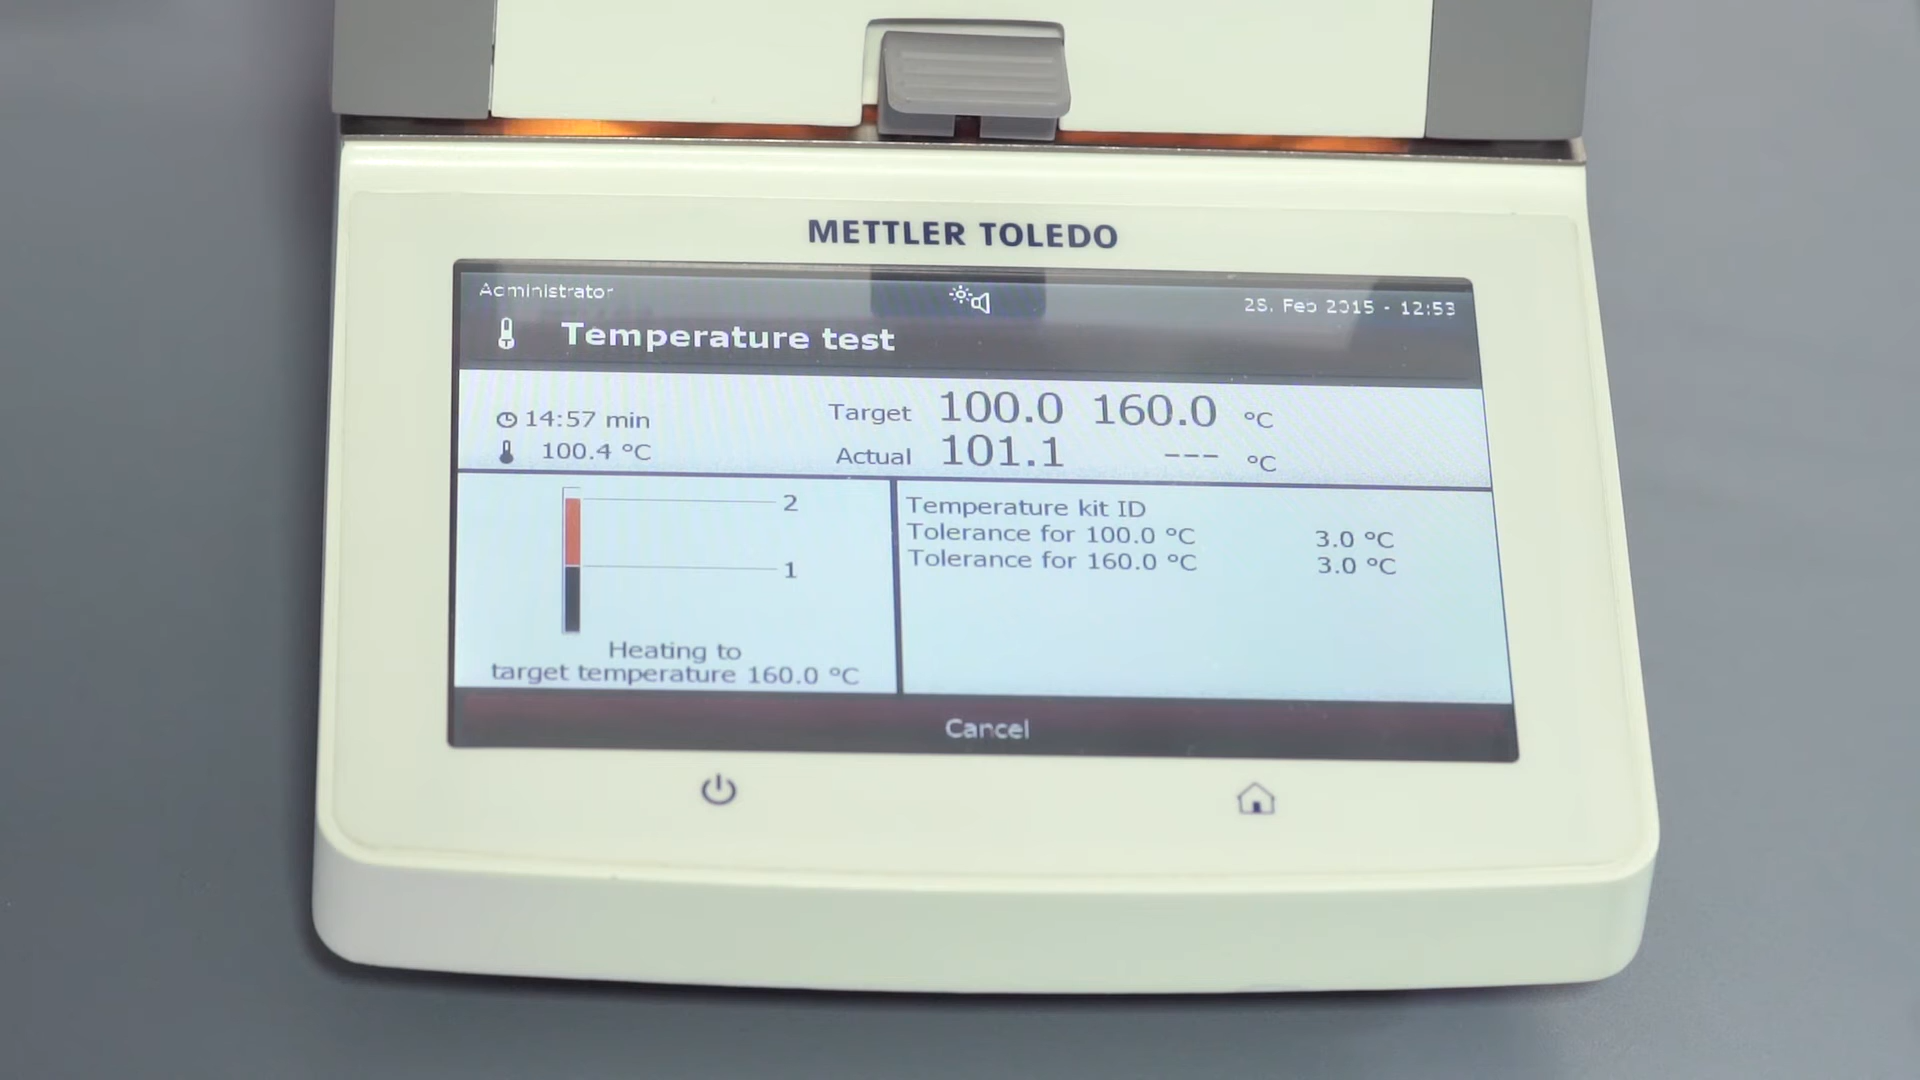 METTLER TOLEDO
Administrator
28. Feb 2015 - 12:53
Temperature test
14:57 min
Target 100.0 160.0 °C
100.4 °C
Actual 101.1 --- °C
2
1
Heating to
target temperature 160.0 °C
Temperature kit ID
Tolerance for 100.0 °C 3.0 °C
Tolerance for 160.0 °C 3.0 °C
Cancel